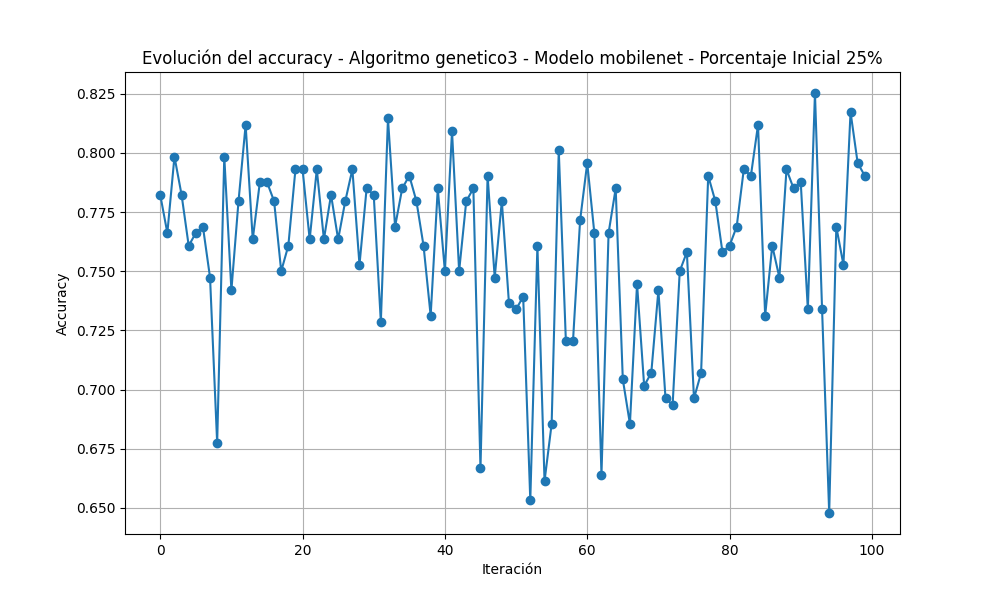 Evolución del accuracy - Algoritmo genetico3 - Modelo mobilenet - Porcentaje Inicial 25%
0.825
0.800
0.775
0.750
0.725
0.700
0.675
0.650
Accuracy
0 20 40 60 80 100
Iteración